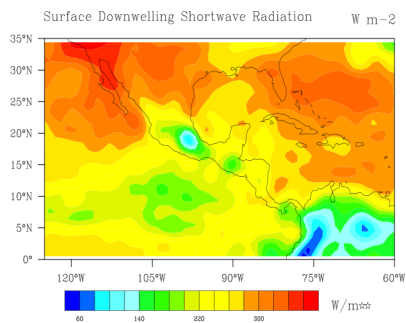 Surface Downwelling Shortwave Radiation W m-2
35°N
30°N
25°N
20°N
15°N
10°N
5°N
0°
120°W 105°W 90°W 75°W 60°W
60 140 220 300 W/m☆☆